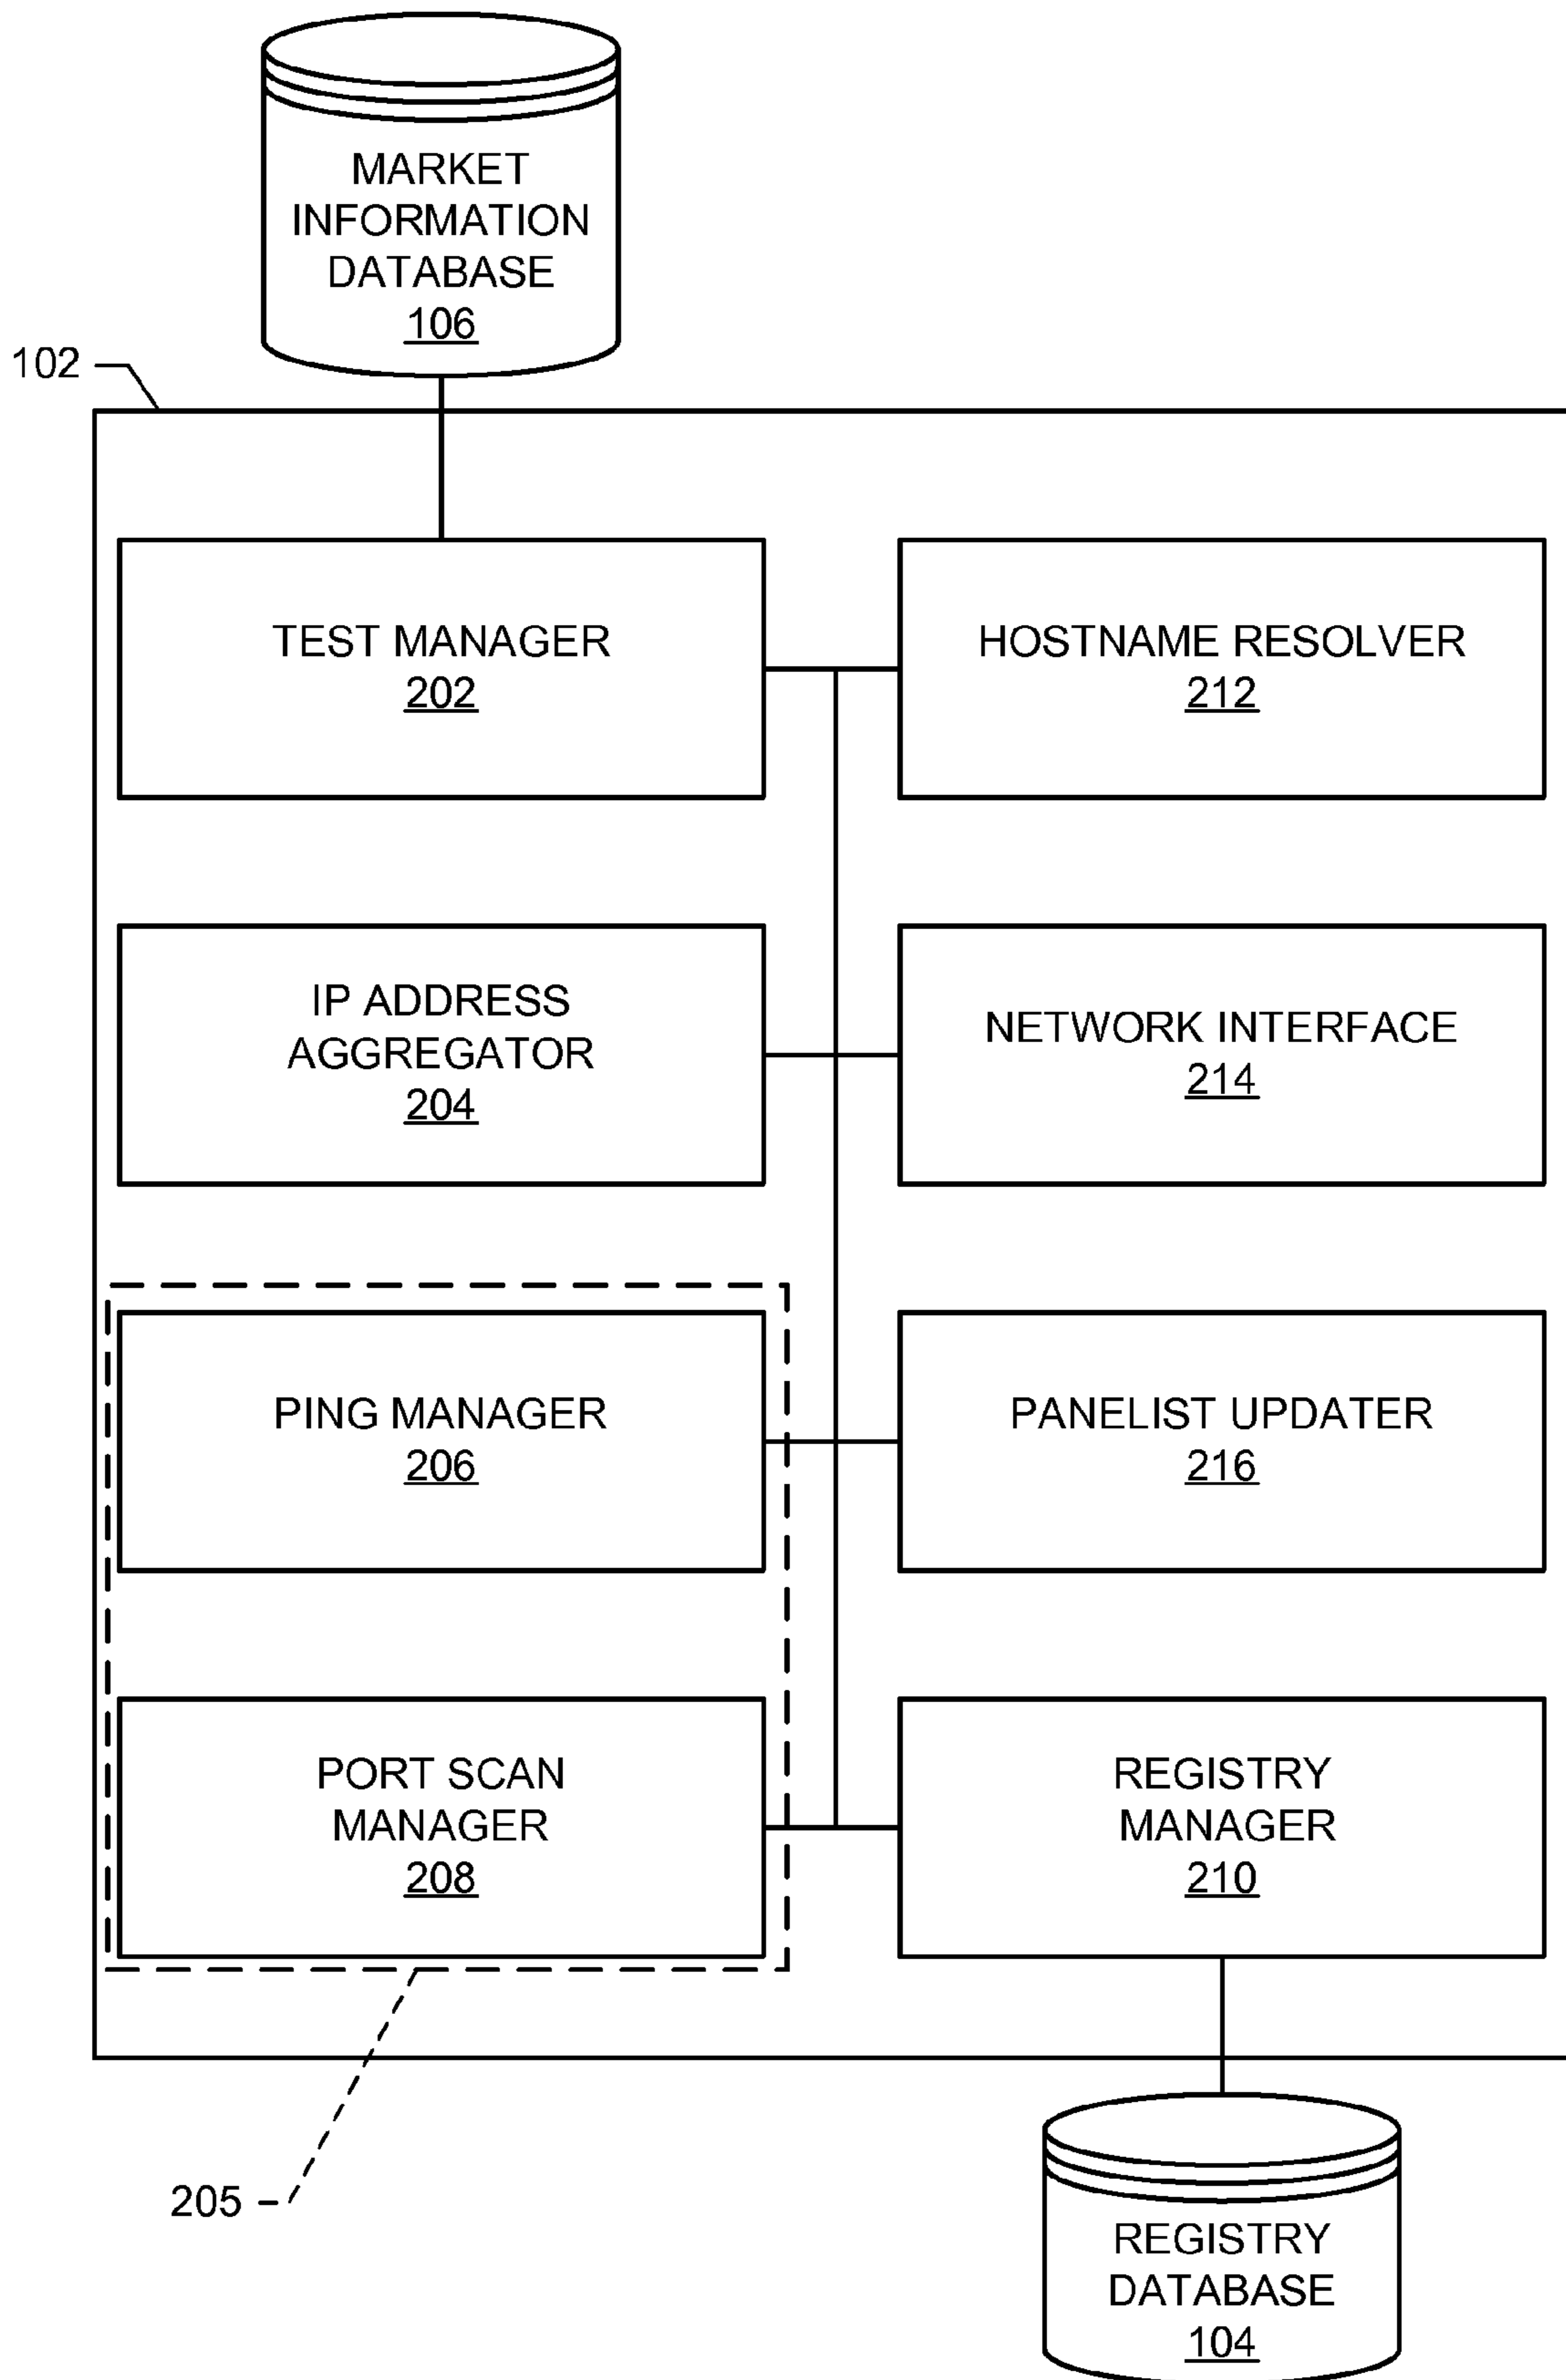 MARKET
INFORMATION
DATABASE
106
102
TEST MANAGER
202
HOSTNAME RESOLVER
212
IP ADDRESS
AGGREGATOR
204
NETWORK INTERFACE
214
PING MANAGER
206
PANELIST UPDATER
216
PORT SCAN
MANAGER
208
REGISTRY
MANAGER
210
205
REGISTRY
DATABASE
104